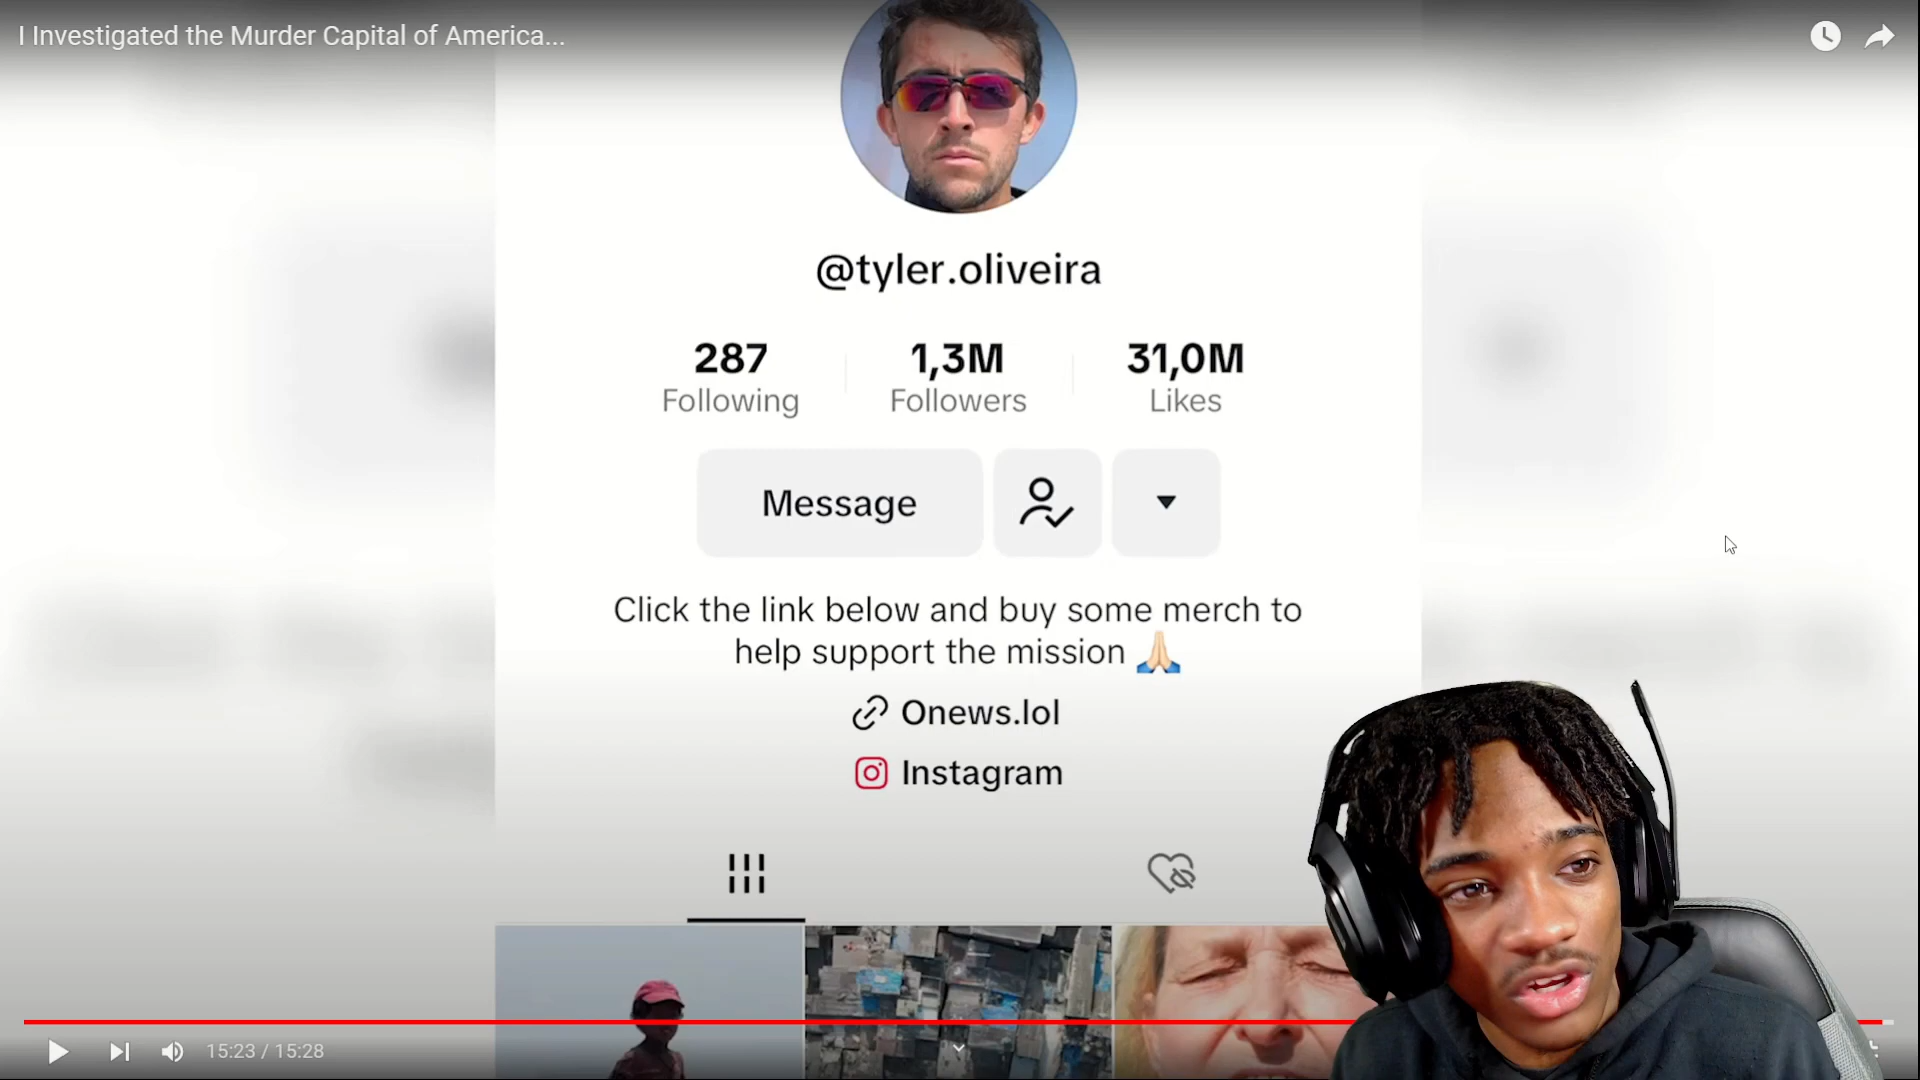 I Investigated the Murder Capital of America...
@tyler.oliveira
287
Following
1,3M
Followers
31,0M
Likes
Message
Click the link below and buy some merch to
help support the mission 🙏🏻
Onews.lol
Instagram
15:23 / 15:28